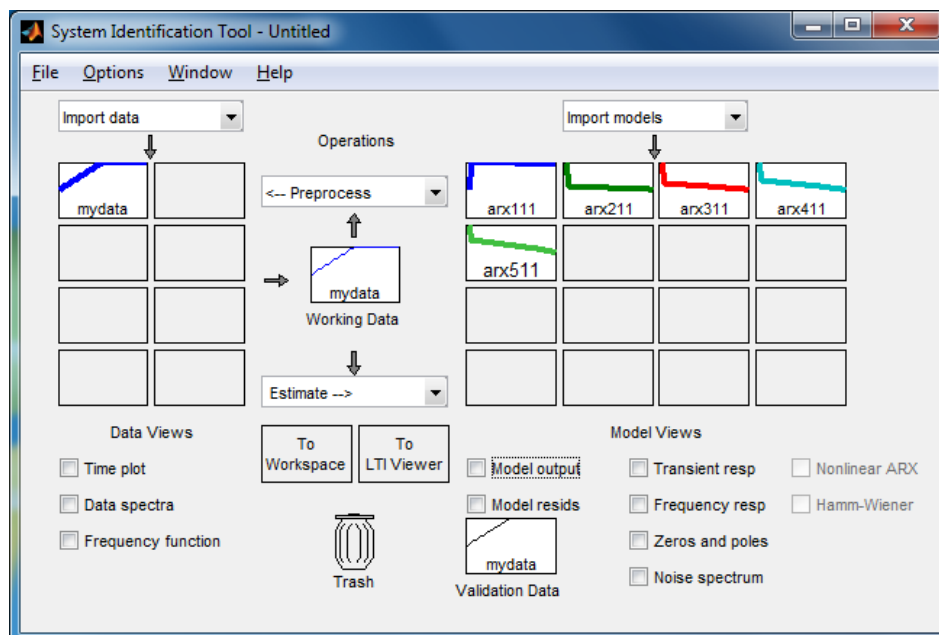 System Identification Tool - Untitled
File Options Window Help
Import data
Import models
Operations
mydata
<-- Preprocess
arx111 arx211 arx311 arx411
mydata
arx511
Working Data
Estimate -->
Data Views
Model Views
To Workspace
To LTI Viewer
Time plot
Data spectra
Frequency function
Trash
Model output
Model resids
mydata
Validation Data
Transient resp
Frequency resp
Zeros and poles
Noise spectrum
Nonlinear ARX
Hamm-Wiener